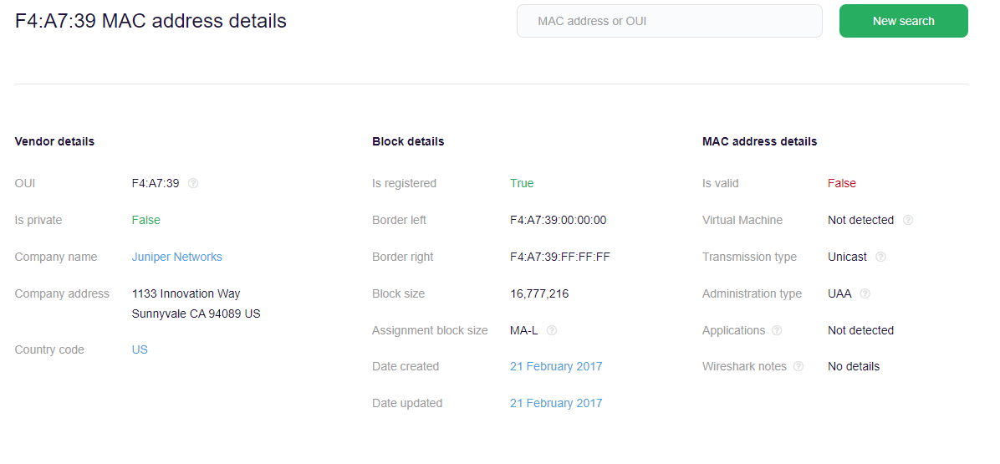 F4:A7:39 MAC address details
MAC address or OUI
New search
Vendor details
OUI F4:A7:39
Is private False
Company name Juniper Networks
Company address 1133 Innovation Way
Sunnyvale CA 94089 US
Country code US
Block details
Is registered True
Border left F4:A7:39:00:00:00
Border right F4:A7:39:FF:FF:FF
Block size 16,777,216
Assignment block size MA-L
Date created 21 February 2017
Date updated 21 February 2017
MAC address details
Is valid False
Virtual Machine Not detected
Transmission type Unicast
Administration type UAA
Applications Not detected
Wireshark notes No details